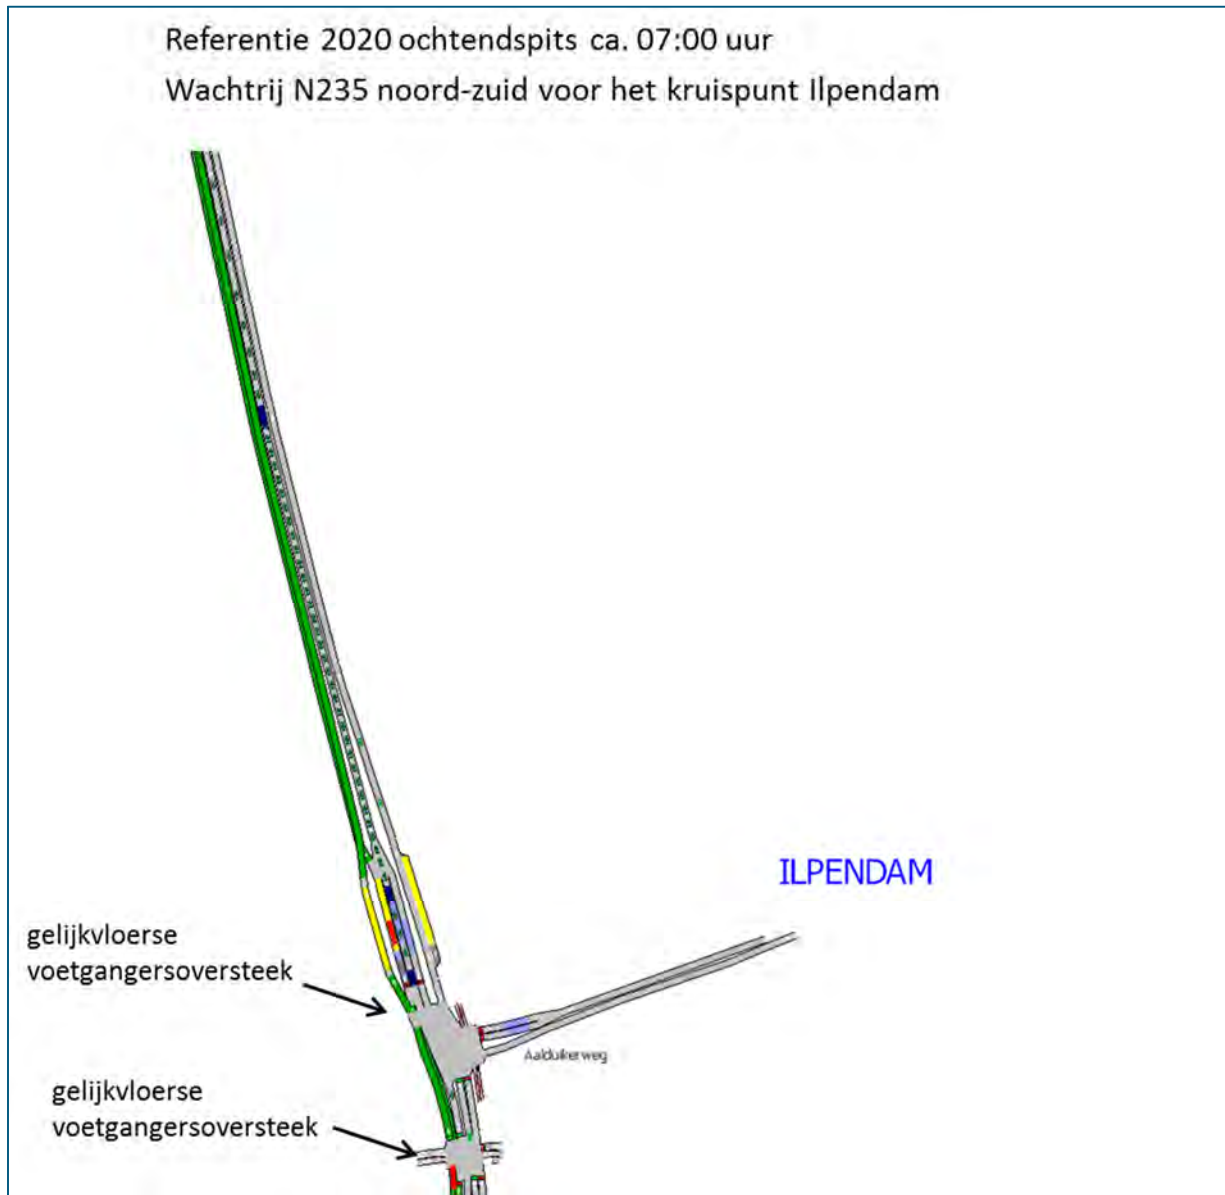 Referentie 2020 ochtendspits ca. 07:00 uur
Wachtrij N235 noord-zuid voor het kruispunt Ilpendam
ILPENDAM
gelijkvloerse
voetgangersoversteek
Aalduikerweg
gelijkvloerse
voetgangersoversteek